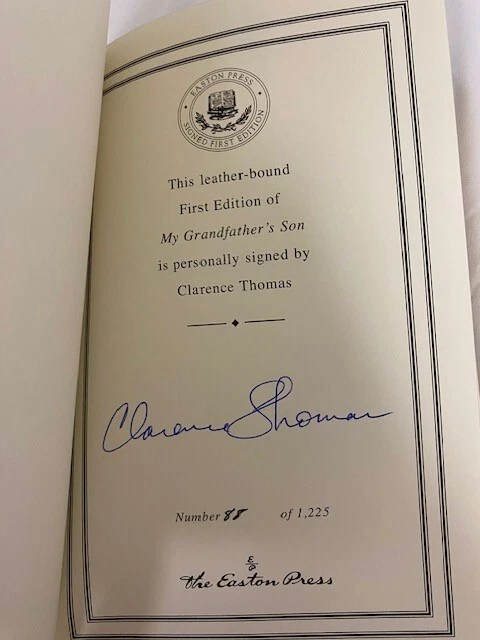 EASTON PRESS
SIGNED FIRST EDITION
This leather-bound
First Edition of
My Grandfather's Son
is personally signed by
Clarence Thomas
Clarence Thomas
Number 88 of 1,225
The Easton Press